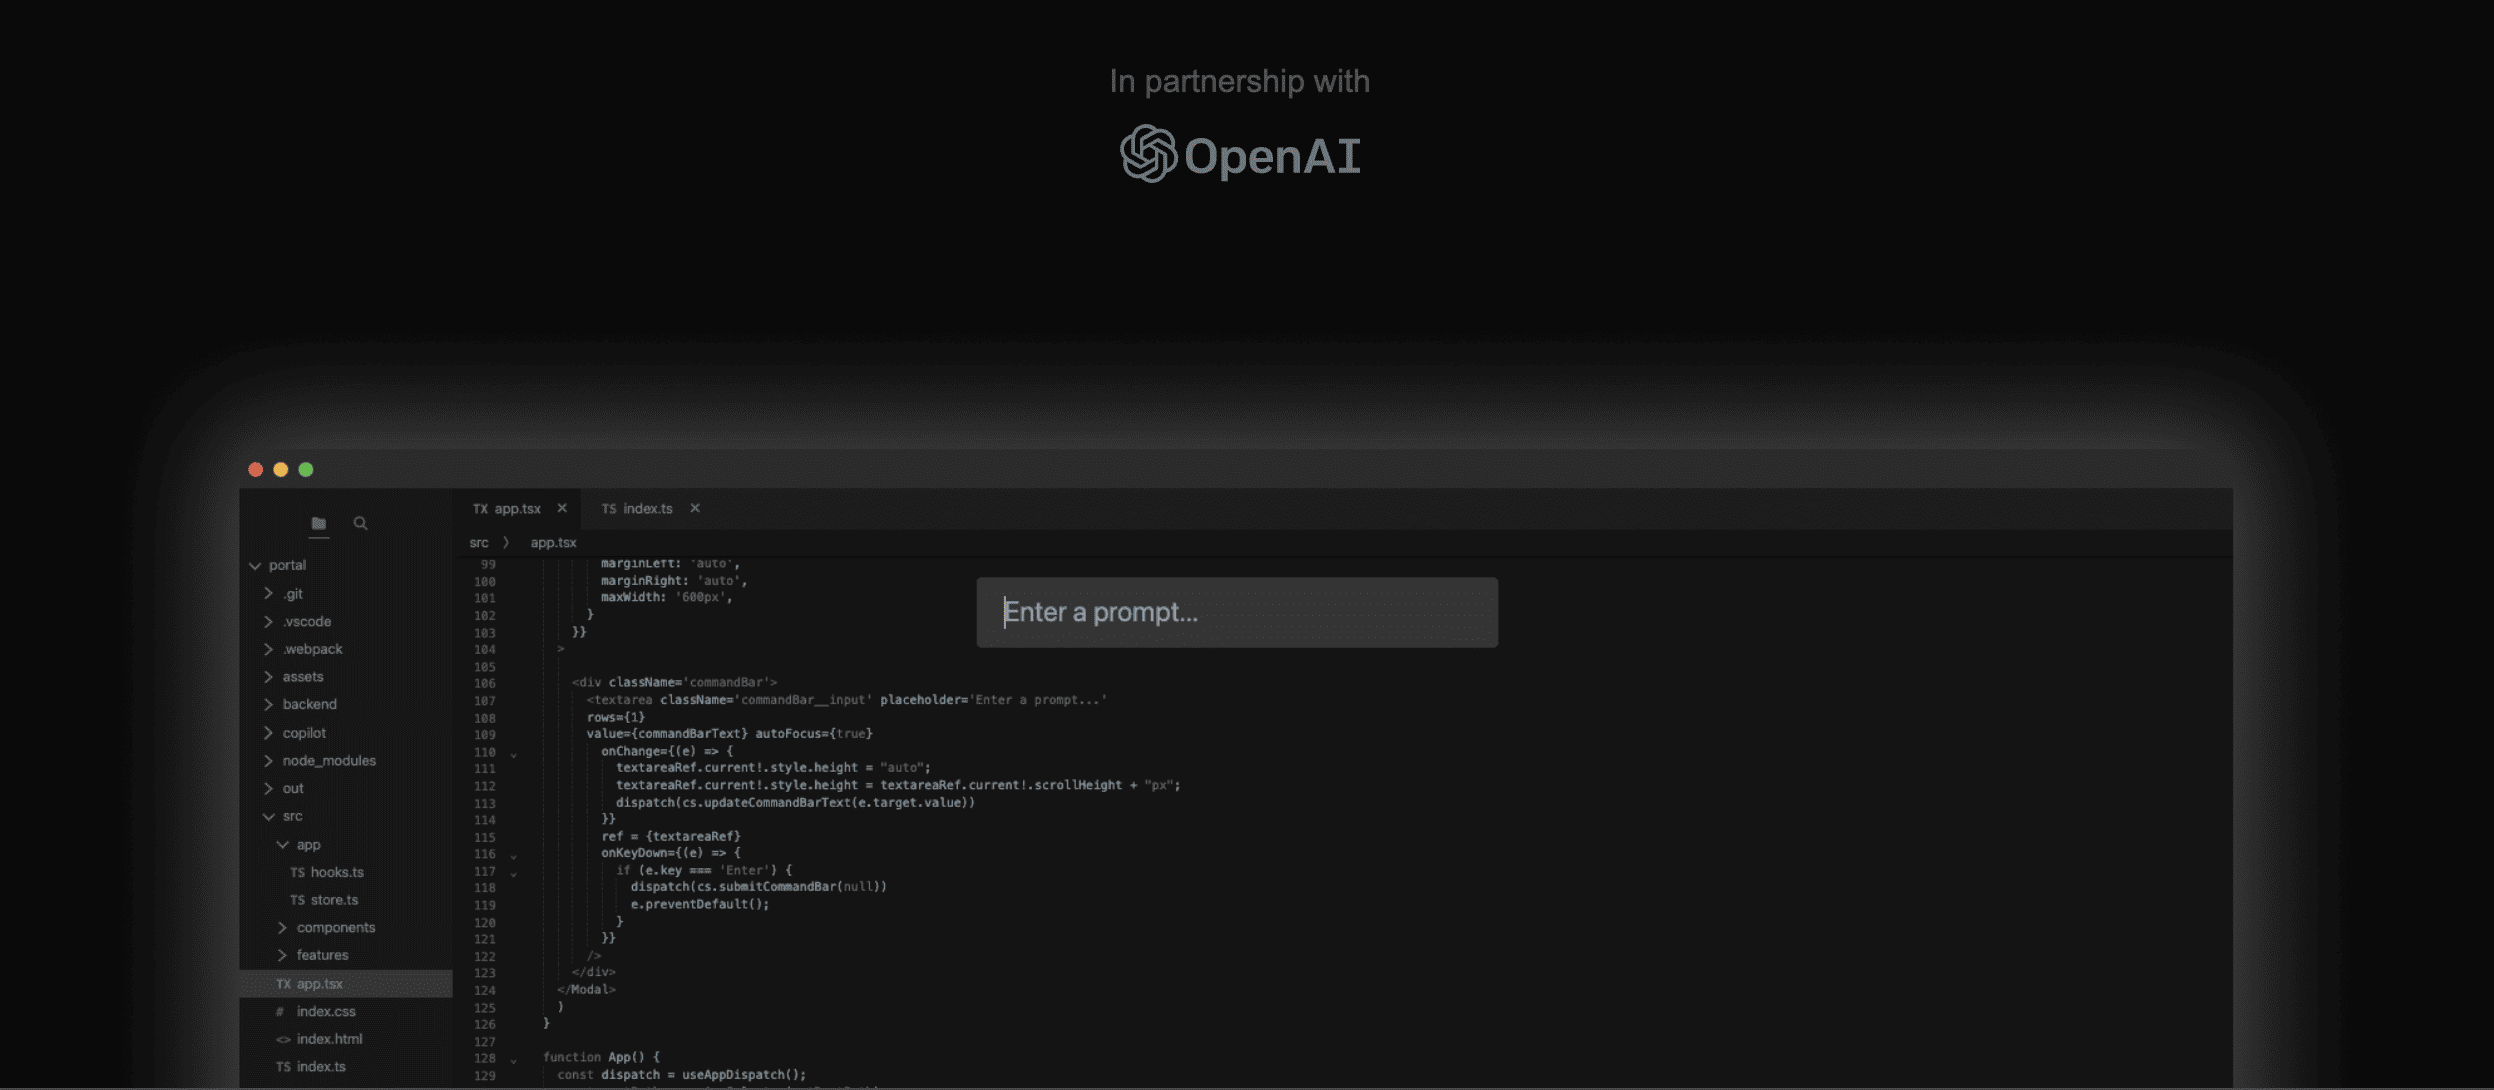 In partnership with
OpenAI
TX app.tsx ×
TS index.ts ×
src > app.tsx
portal
.git
.vscode
.webpack
assets
backend
copilot
node_modules
out
src
app
TS hooks.ts
TS store.ts
components
features
TX app.tsx
# index.css
<> index.html
TS index.ts
Enter a prompt...
99 marginLeft: 'auto',
100 marginRight: 'auto',
101 maxWidth: '600px',
102 }
103 }}
104 >
105
106 <div className='commandBar'>
107 <textarea className='commandBar__input' placeholder='Enter a prompt...'
108 rows={1}
109 value={commandBarText} autoFocus={true}
110 onChange={(e) => {
111 textareaRef.current!.style.height = "auto";
112 textareaRef.current!.style.height = textareaRef.current!.scrollHeight + "px";
113 dispatch(cs.updateCommandBarText(e.target.value))
114 }}
115 ref = {textareaRef}
116 onKeyDown={(e) => {
117 if (e.key === 'Enter') {
118 dispatch(cs.submitCommandBar(null))
119 e.preventDefault();
120 }
121 }}
122 />
123 </div>
124 </Modal>
125 )
126 }
127
128 function App() {
129 const dispatch = useAppDispatch();